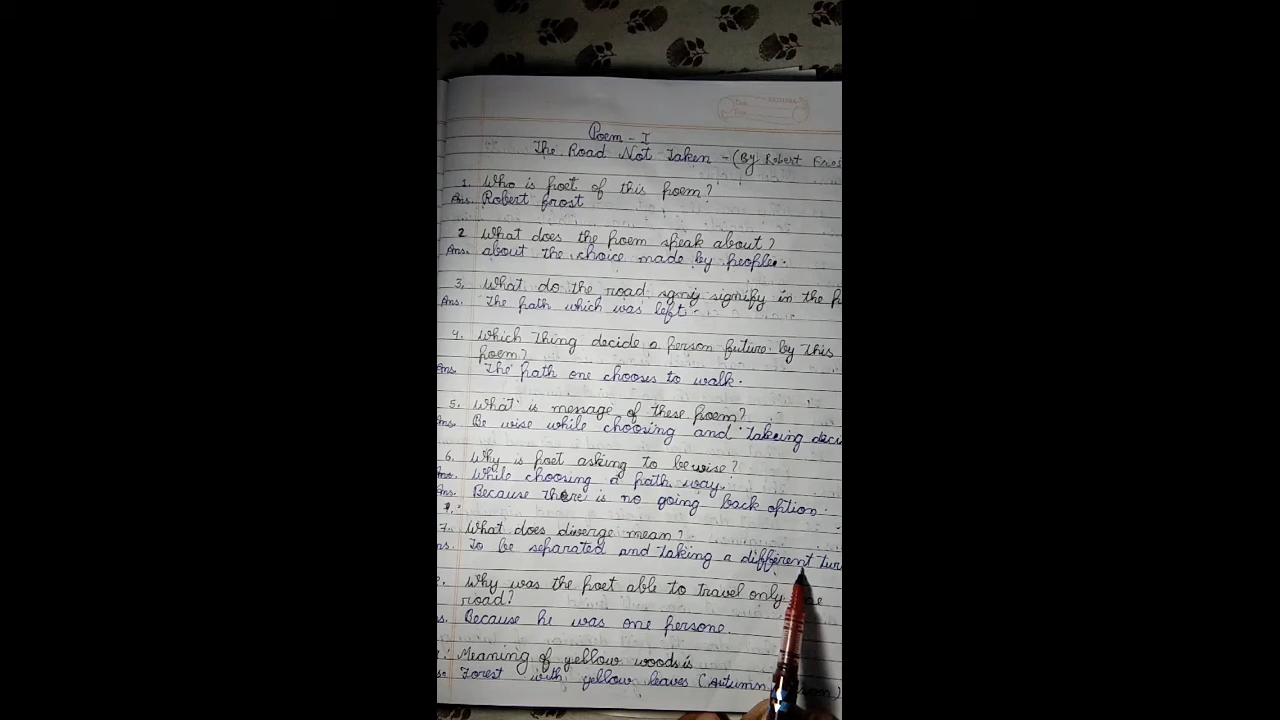 Poem - I
The Road Not Taken - (By Robert
1. Who is poet of this poem?
Ans. Robert frost
2 What does the poem speak about?
Ans. about the choice made by people.
3. What do the road signify in the
Ans. The path which was left.
4. Which thing decide a person future by this
poem?
Ans. The path one chooses to walk.
5. What is message of these poem?
Ans. Be wise while choosing and
6. Why is poet asking to be wise?
Ans. While choosing a path way.
Ans. Because there is no going back option.
7. What does diverge mean?
To be separated and taking a different
Why was the poet able to travel only
road?
Because he was one persone.
Meaning of yellow woods is
Forest with yellow leaves (Autumn